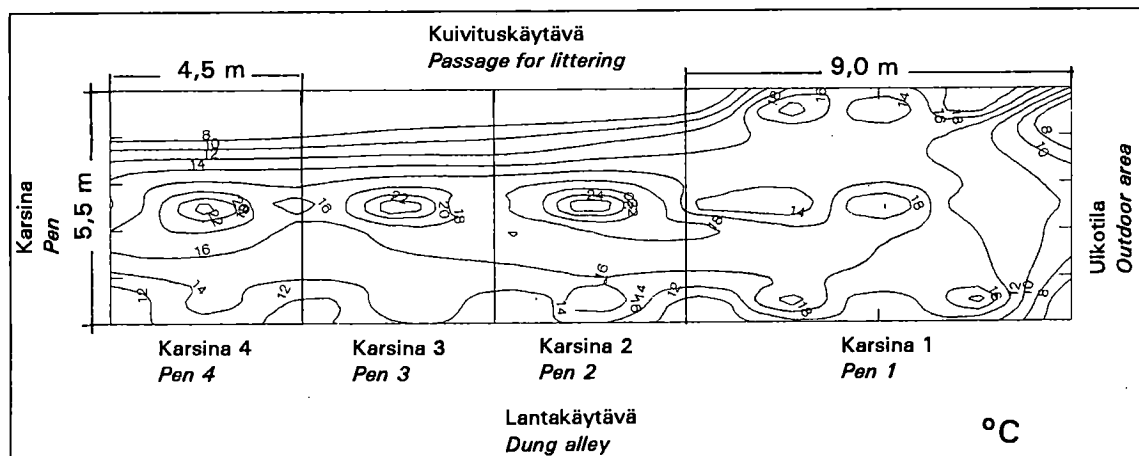 Kuivituskäytävä
Passage for littering
4,5 m
9,0 m
Karsina
Pen
5,5 m
8
10
12
14
16
18
20
22
24
Ulkotila
Outdoor area
Karsina 4
Pen 4
Karsina 3
Pen 3
Karsina 2
Pen 2
Karsina 1
Pen 1
Lantakäytävä
Dung alley
°C